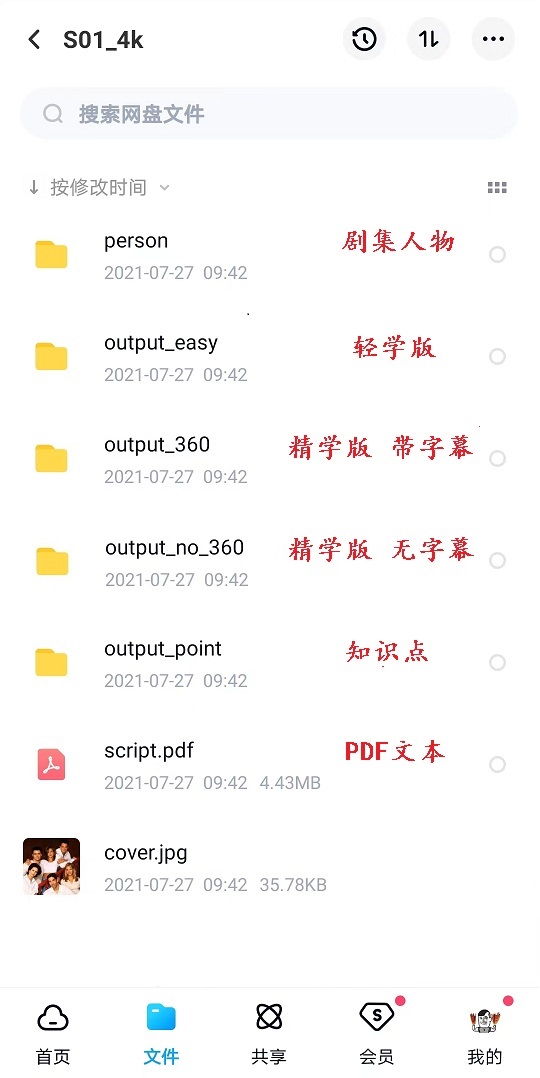 S01_4k
搜索网盘文件
按修改时间
person 剧集人物
2021-07-27 09:42
output_easy 轻学版
2021-07-27 09:42
output_360 精学版 带字幕
2021-07-27 09:42
output_no_360 精学版 无字幕
2021-07-27 09:42
output_point 知识点
2021-07-27 09:42
script.pdf PDF文本
2021-07-27 09:42 4.43MB
cover.jpg
2021-07-27 09:42 35.78KB
首页 文件 共享 会员 我的